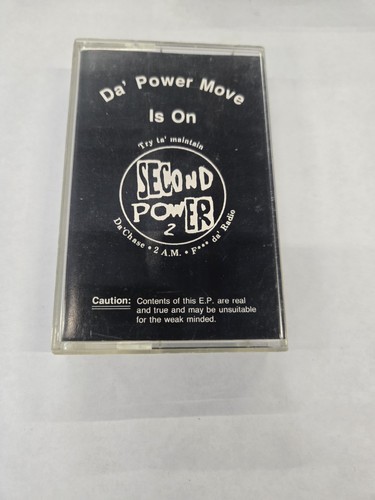 Da' Power Move
Is On
Try ta' maintain
SECOND
POWER
2
Da'Chase • 2 A.M. • F*** da' Radio
Caution: Contents of this E.P. are real
and true and may be unsuitable
for the weak minded.